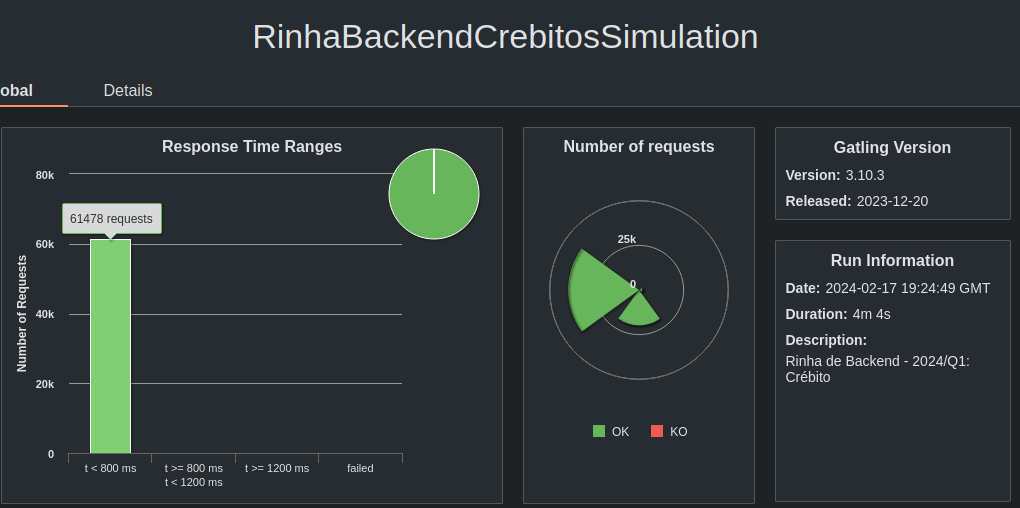 RinhaBackendCrebitosSimulation
obal
Details
Response Time Ranges
80k
61478 requests
60k
40k
20k
0
Number of Requests
t < 800 ms
t >= 800 ms
t < 1200 ms
t >= 1200 ms
failed
Number of requests
25k
0
OK
KO
Gatling Version
Version: 3.10.3
Released: 2023-12-20
Run Information
Date: 2024-02-17 19:24:49 GMT
Duration: 4m 4s
Description:
Rinha de Backend - 2024/Q1:
Crébito